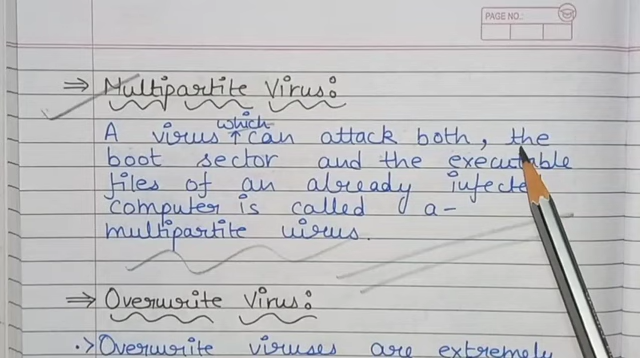 PAGE NO.:
⇒ Multipartite Virus:
A virus which can attack both, the
boot sector and the executable
files of an already infected
computer is called a-
multipartite virus.
⇒ Overwrite Virus:
.> Overwrite viruses are extremely